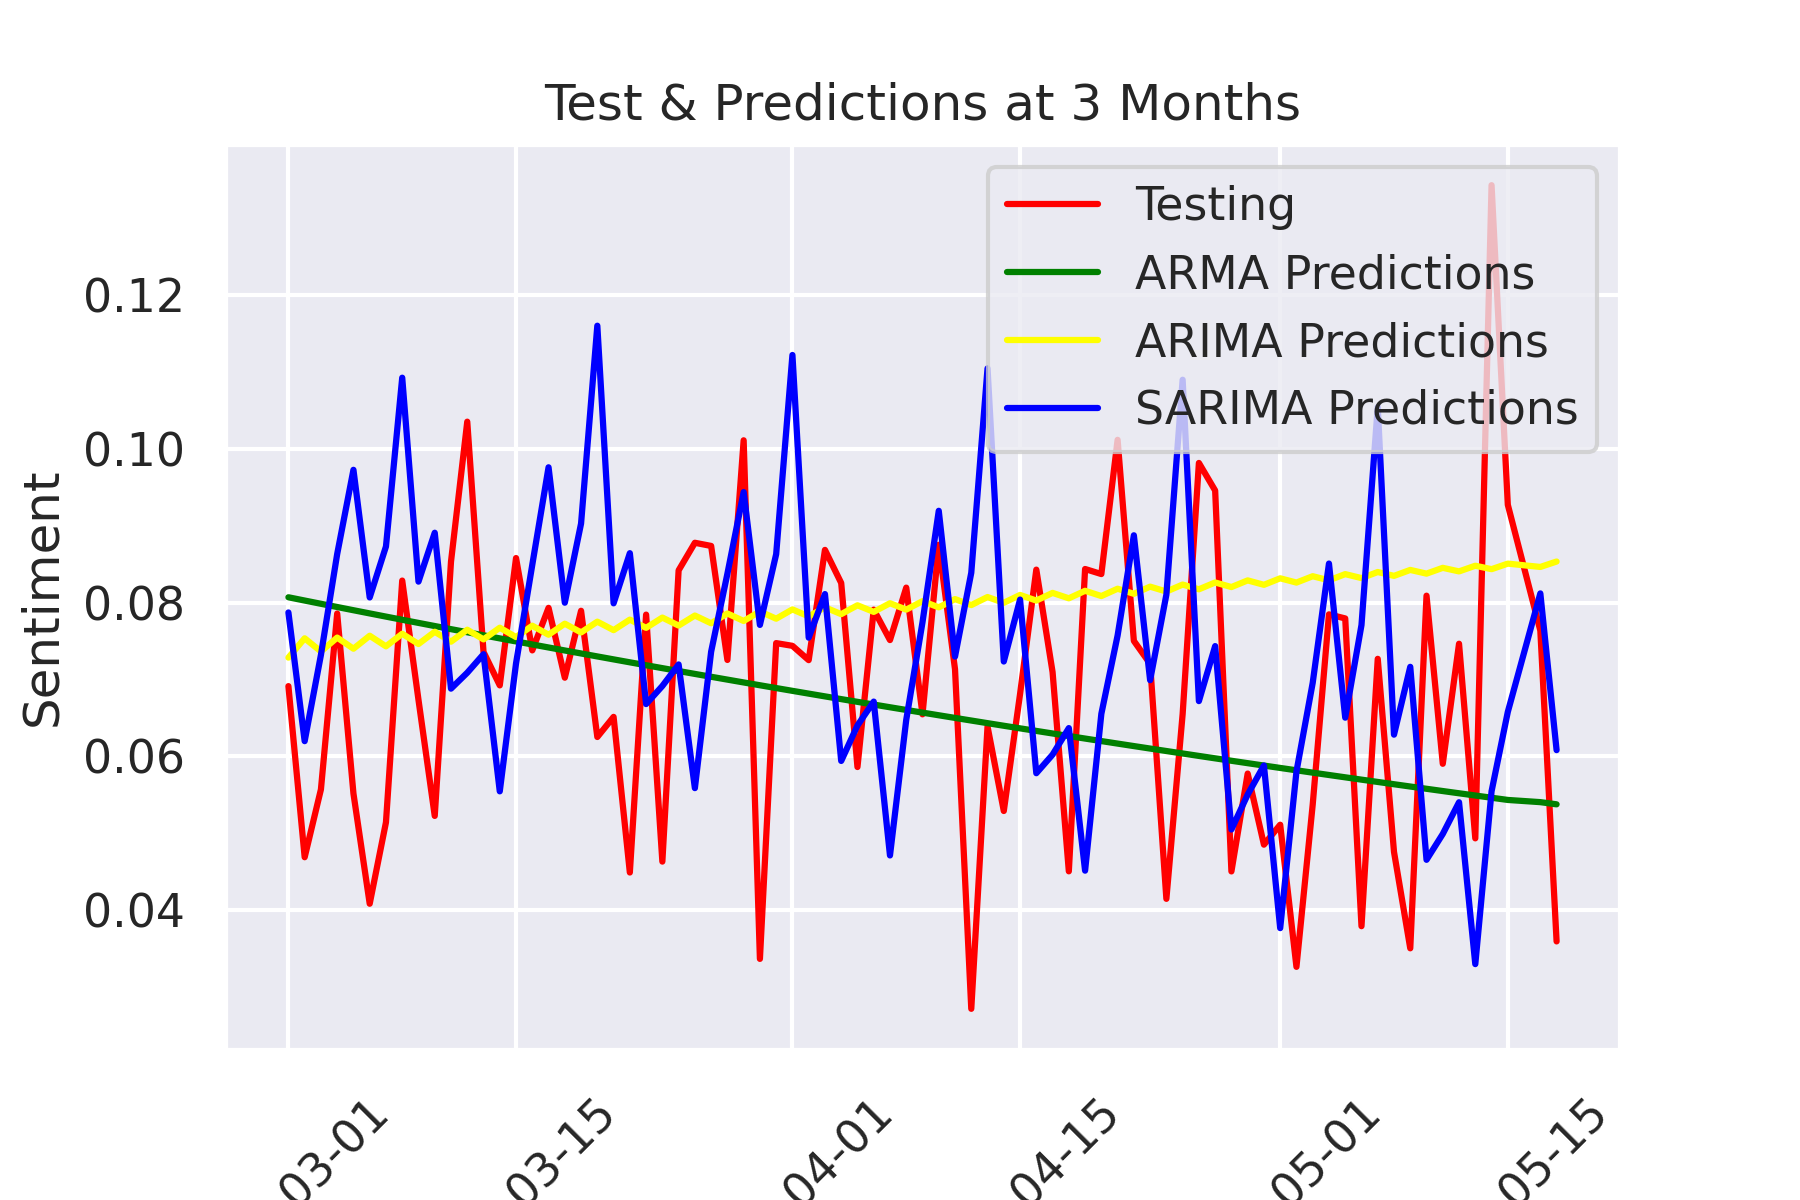 Test & Predictions at 3 Months
Testing
ARMA Predictions
ARIMA Predictions
SARIMA Predictions
Sentiment
0.12
0.10
0.08
0.06
0.04
03-01
03-15
04-01
04-15
05-01
05-15